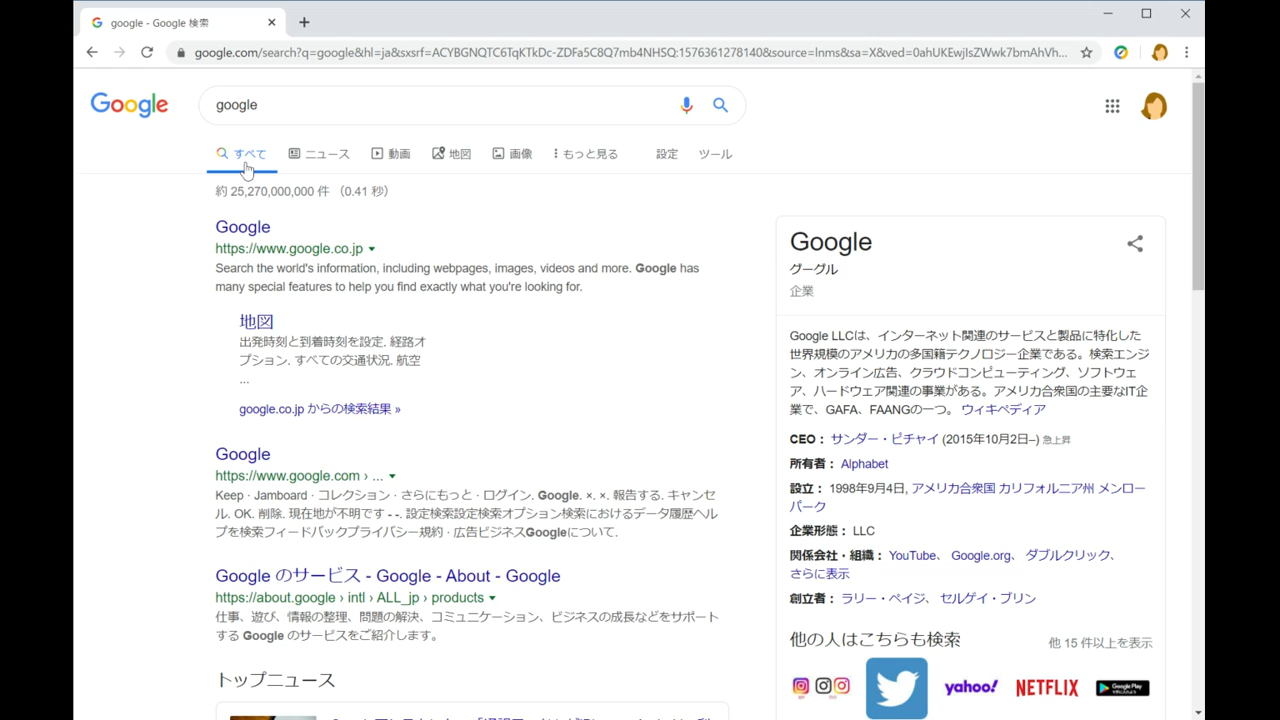 google - Google 検索
google.com/search?q=google&hl=ja&sxsrf=ACYBGNQTC6TqKTkDc-ZDFa5C8Q7mb4NHSQ:1576361278140&source=lnms&sa=X&ved=0ahUKEwjIsZWwk7bmAhVh...
Google
google
すべて
ニュース
動画
地図
画像
もっと見る
設定
ツール
約 25,270,000,000 件 （0.41 秒）
Google
https://www.google.co.jp
Search the world's information, including webpages, images, videos and more. Google has
many special features to help you find exactly what you're looking for.
地図
出発時刻と到着時刻を設定. 経路オ
プション. すべての交通状況. 航空
...
google.co.jp からの検索結果 »
Google
https://www.google.com › ...
Keep · Jamboard · コレクション · さらにもっと · ログイン. Google. ×. ×. 報告する. キャンセ
ル. OK. 削除. 現在地が不明です - -. 設定検索設定検索オプション検索におけるデータ履歴ヘル
プを検索フィードバックプライバシー規約 · 広告ビジネスGoogleについて.
Google のサービス - Google - About - Google
https://about.google › intl › ALL_jp › products
仕事、遊び、情報の整理、問題の解決、コミュニケーション、ビジネスの成長などをサポート
する Google のサービスをご紹介します。
トップニュース
Google
グーグル
企業
Google LLCは、インターネット関連のサービスと製品に特化した
世界規模のアメリカの多国籍テクノロジー企業である。検索エンジ
ン、オンライン広告、クラウドコンピューティング、ソフトウェ
ア、ハードウェア関連の事業がある。アメリカ合衆国の主要なIT企
業で、GAFA、FAANGの一つ。 ウィキペディア
CEO： サンダー・ピチャイ (2015年10月2日–) 急上昇
所有者： Alphabet
設立： 1998年9月4日, アメリカ合衆国 カリフォルニア州 メンロー
パーク
企業形態： LLC
関係会社・組織： YouTube、 Google.org、 ダブルクリック、
さらに表示
創立者： ラリー・ペイジ、 セルゲイ・ブリン
他の人はこちらも検索
他 15 件以上を表示
yahoo!
NETFLIX
Google Play